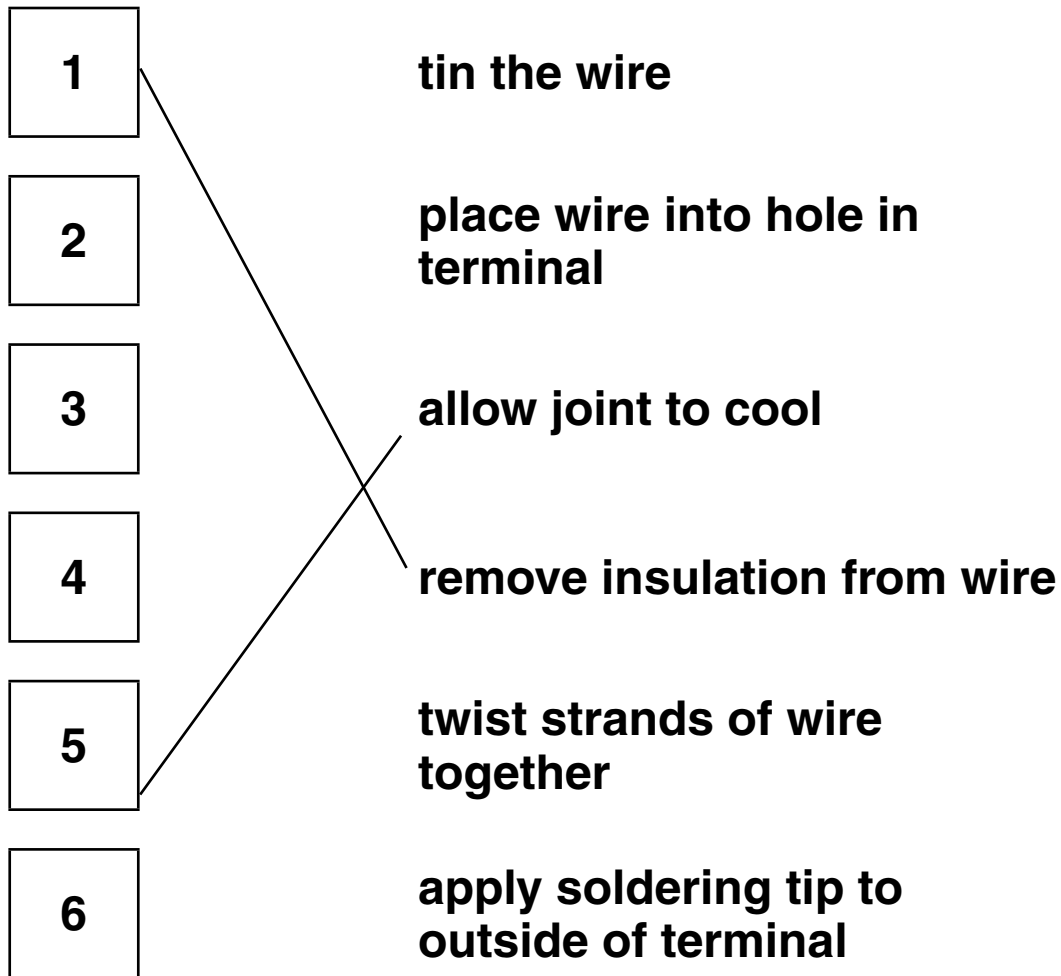 1 tin the wire
2 place wire into hole in
terminal
3 allow joint to cool
4 remove insulation from wire
5 twist strands of wire
together
6 apply soldering tip to
outside of terminal